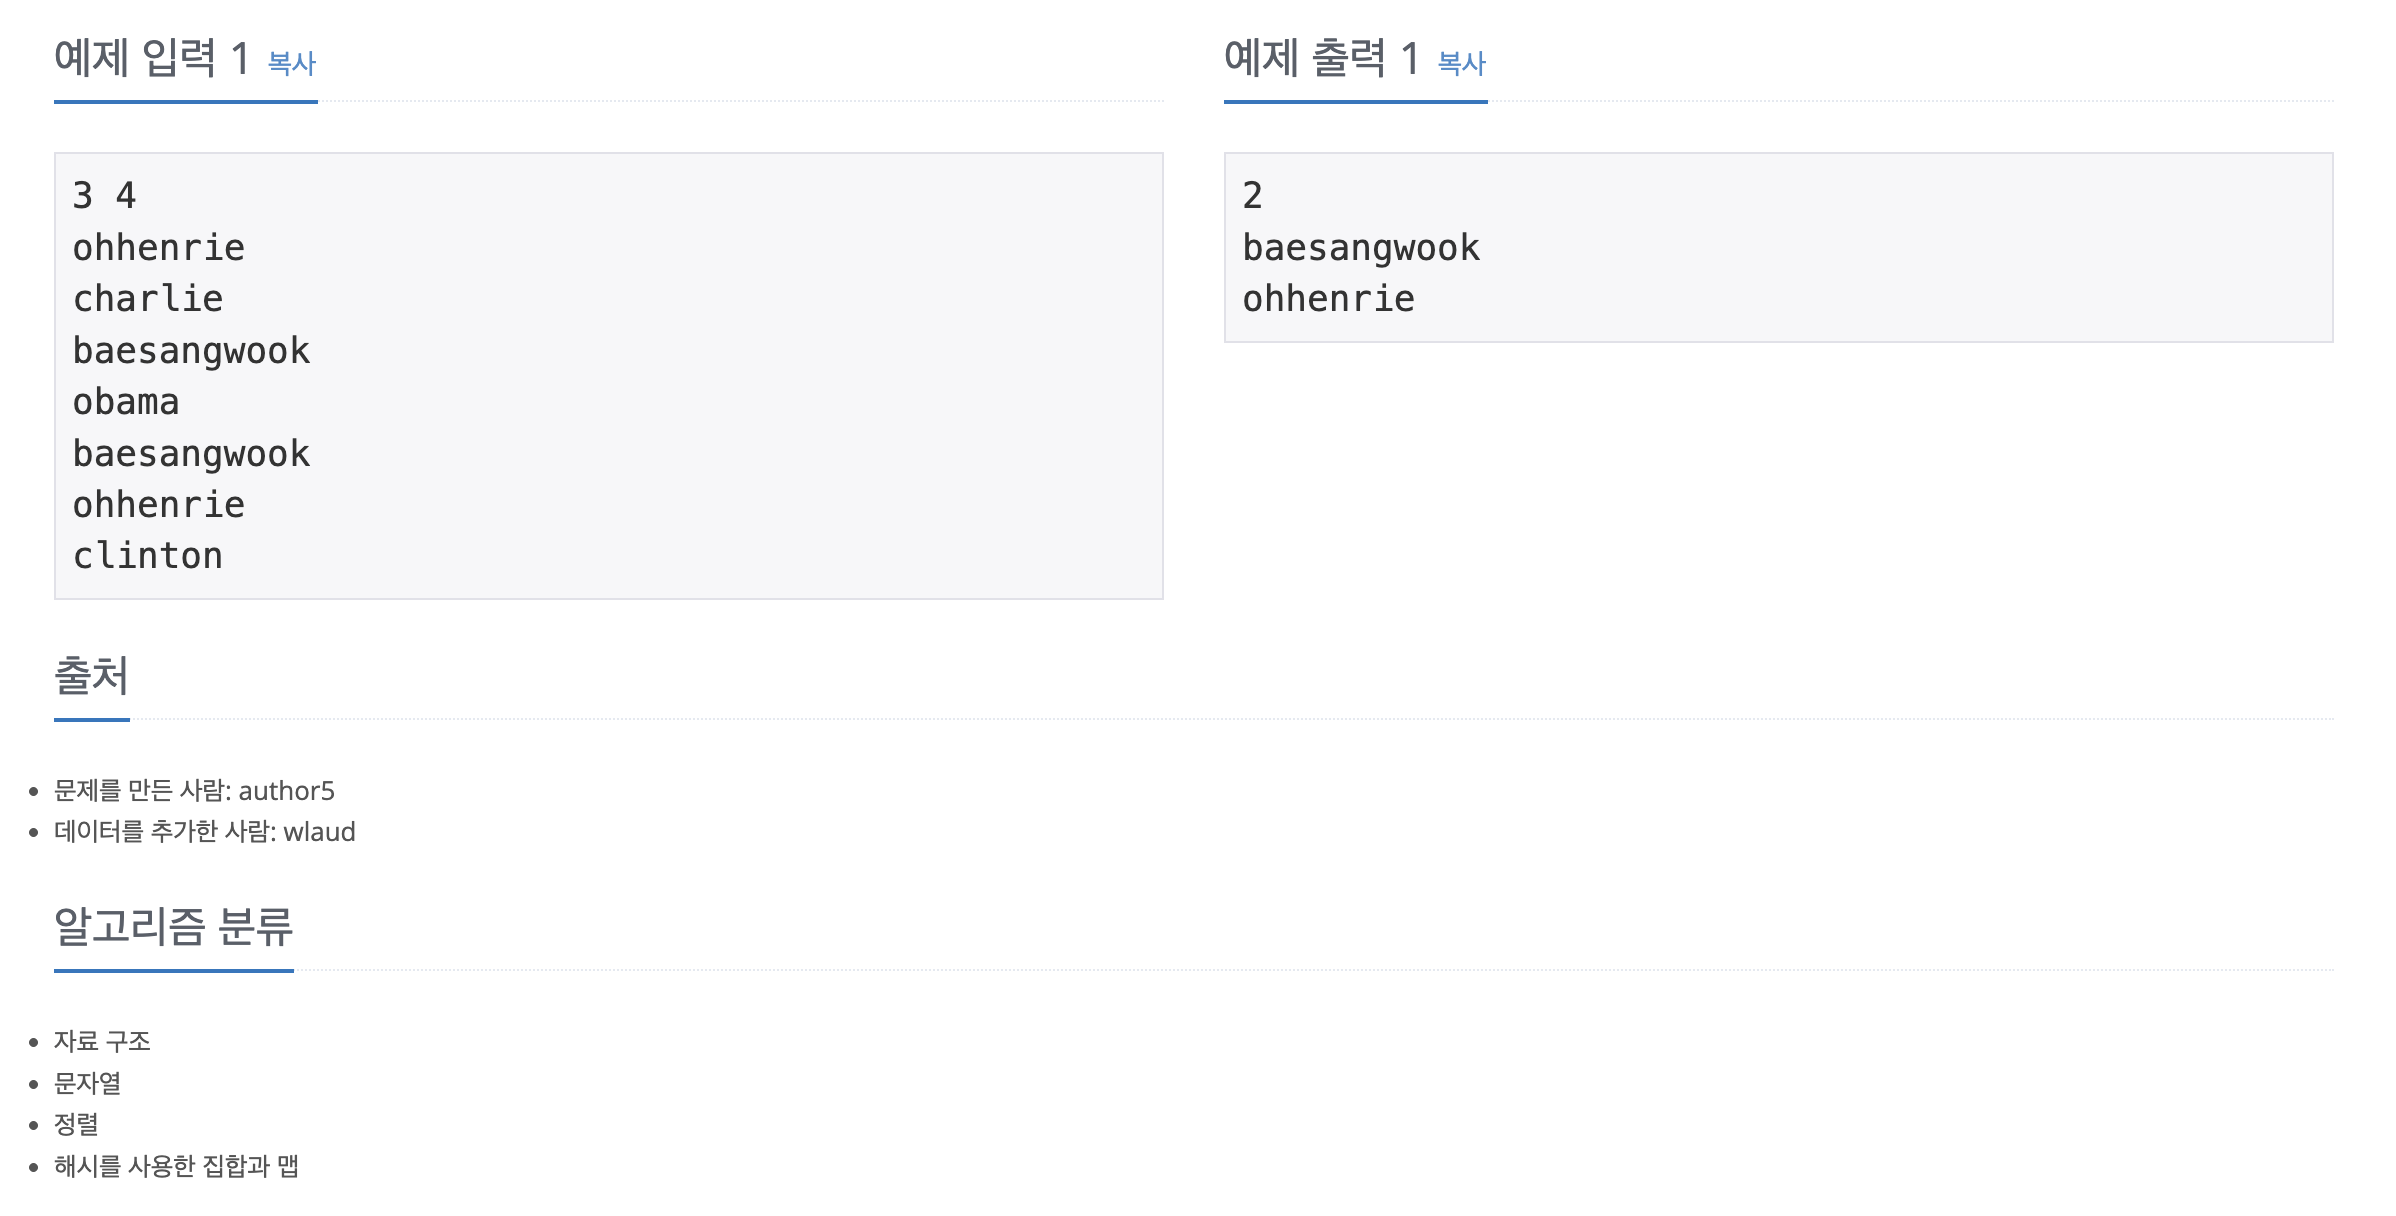 예제 입력 1 복사
3 4
ohhenrie
charlie
baesangwook
obama
baesangwook
ohhenrie
clinton
예제 출력 1 복사
2
baesangwook
ohhenrie
출처
문제를 만든 사람: author5
데이터를 추가한 사람: wlaud
알고리즘 분류
자료 구조
문자열
정렬
해시를 사용한 집합과 맵